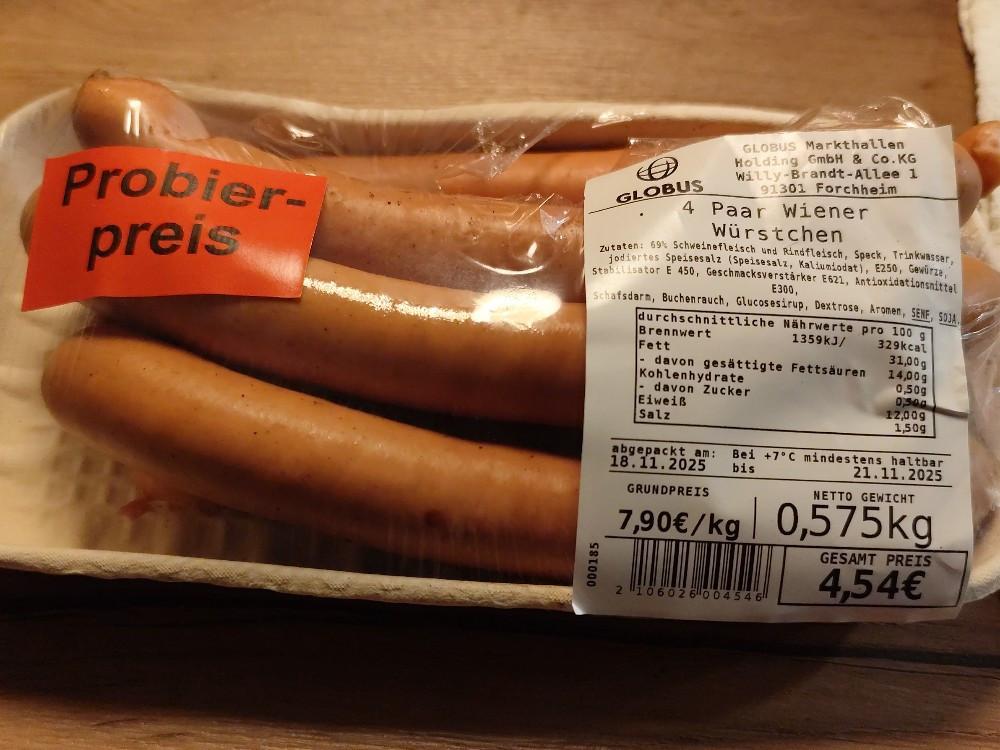 Probier-
preis
GLOBUS
GLOBUS Markthallen
Holding GmbH & Co.KG
Willy-Brandt-Allee 1
91301 Forchheim
4 Paar Wiener
Würstchen
Zutaten: 69% Schweinefleisch und Rindfleisch, Speck, Trinkwasser,
jodiertes Speisesalz (Speisesalz, Kaliumiodat), E250, Gewürze,
Stabilisator E 450, Geschmacksverstärker E621, Antioxidationsmittel
E300,
Schafsdarm, Buchenrauch, Glucosesirup, Dextrose, Aromen, SENF, SOJA.
durchschnittliche Nährwerte pro 100 g
Brennwert 1359kJ/ 329kcal
Fett 31,00g
- davon gesättigte Fettsäuren 14,00g
Kohlenhydrate 0,50g
- davon Zucker 0,50g
Eiweiß 12,00g
Salz 1,50g
abgepackt am: Bei +7°C mindestens haltbar
18.11.2025 bis 21.11.2025
GRUNDPREIS NETTO GEWICHT
7,90€/kg 0,575kg
GESAMT PREIS
4,54€
000185
2 106026 004546